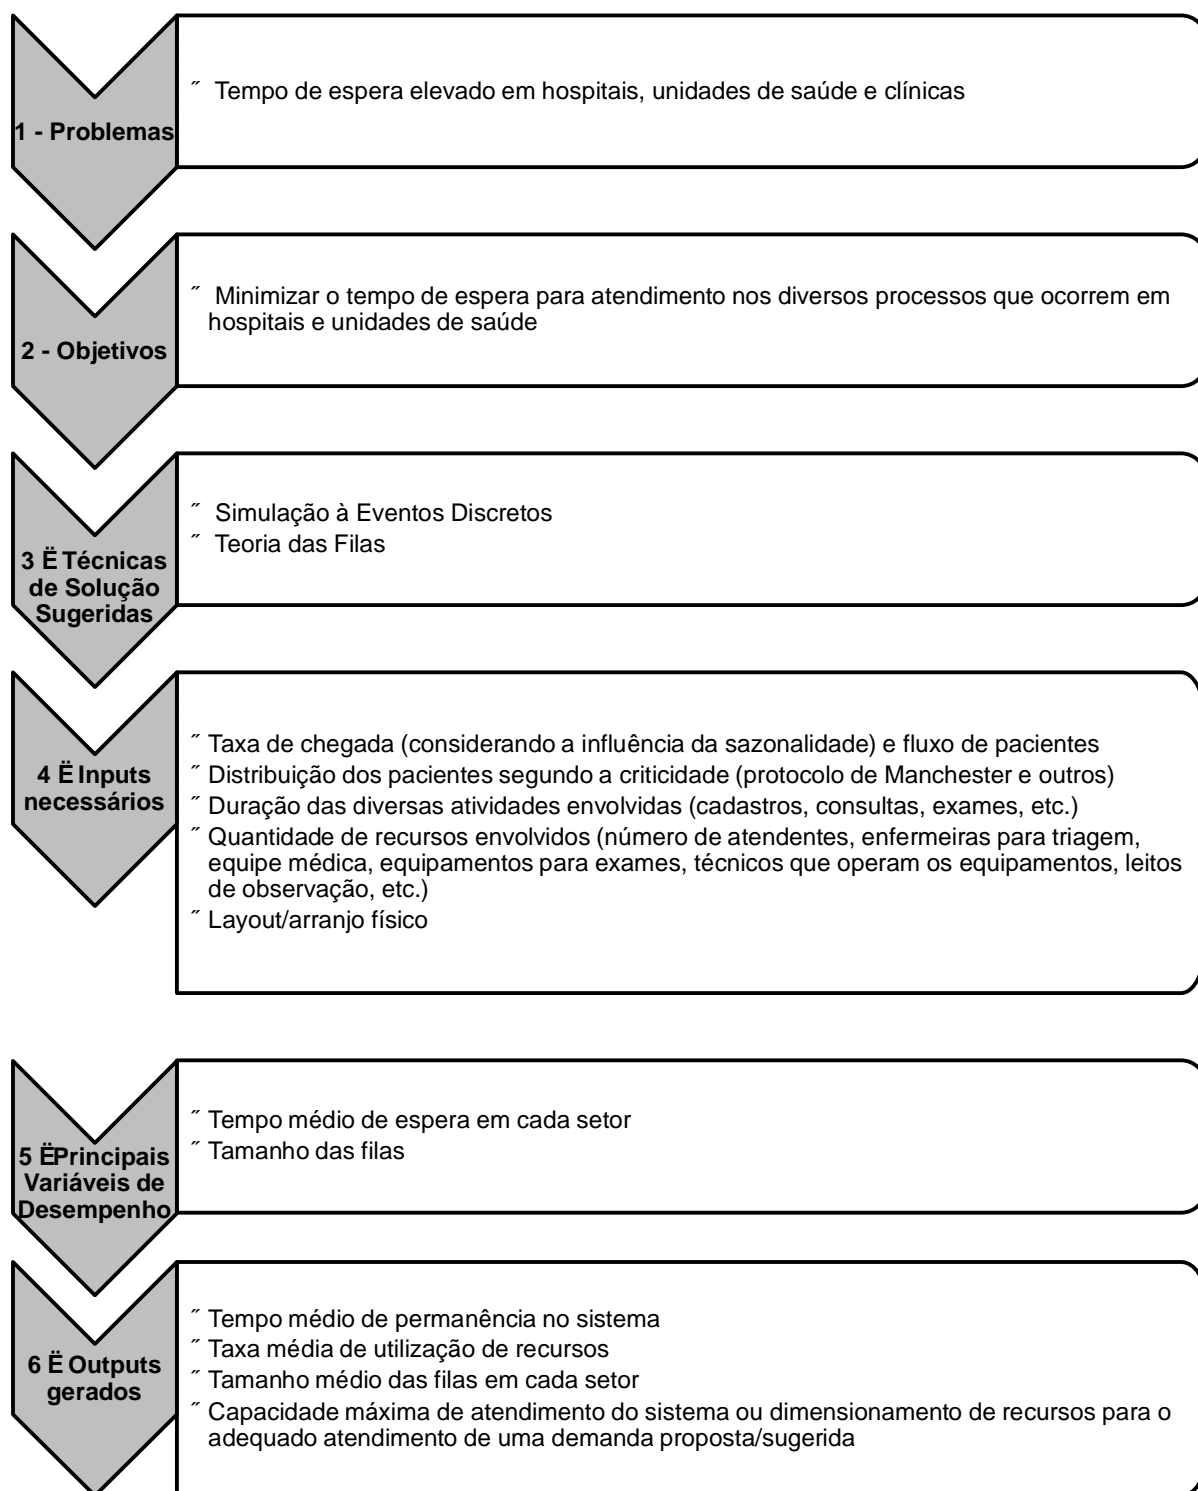 1 - Problemas
˝ Tempo de espera elevado em hospitais, unidades de saúde e clínicas
2 - Objetivos
˝ Minimizar o tempo de espera para atendimento nos diversos processos que ocorrem em
hospitais e unidades de saúde
3 Ë Técnicas
de Solução
Sugeridas
˝ Simulação à Eventos Discretos
˝ Teoria das Filas
4 Ë Inputs
necessários
˝ Taxa de chegada (considerando a influência da sazonalidade) e fluxo de pacientes
˝ Distribuição dos pacientes segundo a criticidade (protocolo de Manchester e outros)
˝ Duração das diversas atividades envolvidas (cadastros, consultas, exames, etc.)
˝ Quantidade de recursos envolvidos (número de atendentes, enfermeiras para triagem,
equipe médica, equipamentos para exames, técnicos que operam os equipamentos, leitos
de observação, etc.)
˝ Layout/arranjo físico
5 ËPrincipais
Variáveis de
Desempenho
˝ Tempo médio de espera em cada setor
˝ Tamanho das filas
6 Ë Outputs
gerados
˝ Tempo médio de permanência no sistema
˝ Taxa média de utilização de recursos
˝ Tamanho médio das filas em cada setor
˝ Capacidade máxima de atendimento do sistema ou dimensionamento de recursos para o
adequado atendimento de uma demanda proposta/sugerida